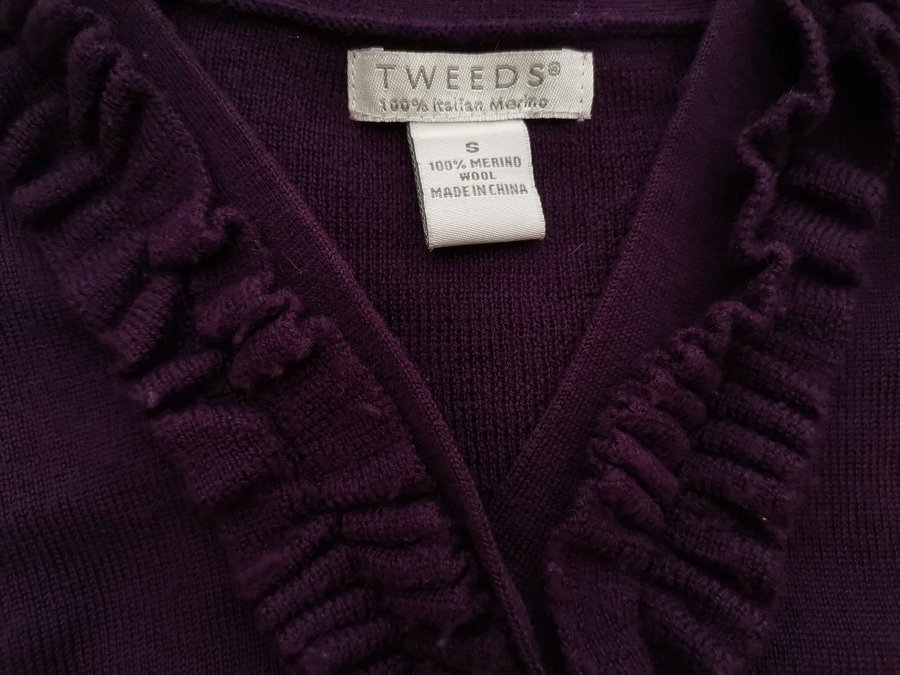 TWEEDS®
100% Italian Merino
S
100% MERINO
WOOL
MADE IN CHINA